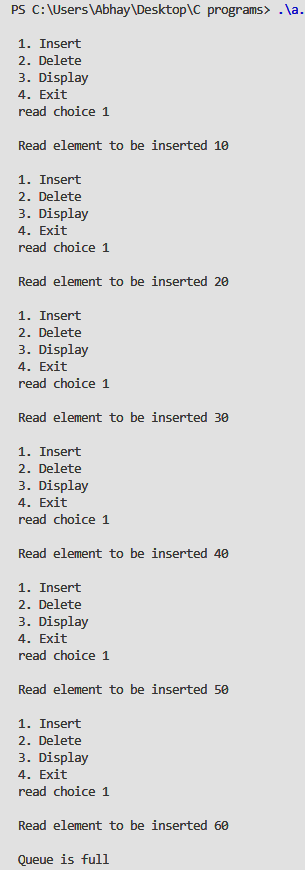 PS C:\Users\Abhay\Desktop\C programs> .\a.
1. Insert
2. Delete
3. Display
4. Exit
read choice 1
Read element to be inserted 10
1. Insert
2. Delete
3. Display
4. Exit
read choice 1
Read element to be inserted 20
1. Insert
2. Delete
3. Display
4. Exit
read choice 1
Read element to be inserted 30
1. Insert
2. Delete
3. Display
4. Exit
read choice 1
Read element to be inserted 40
1. Insert
2. Delete
3. Display
4. Exit
read choice 1
Read element to be inserted 50
1. Insert
2. Delete
3. Display
4. Exit
read choice 1
Read element to be inserted 60
Queue is full